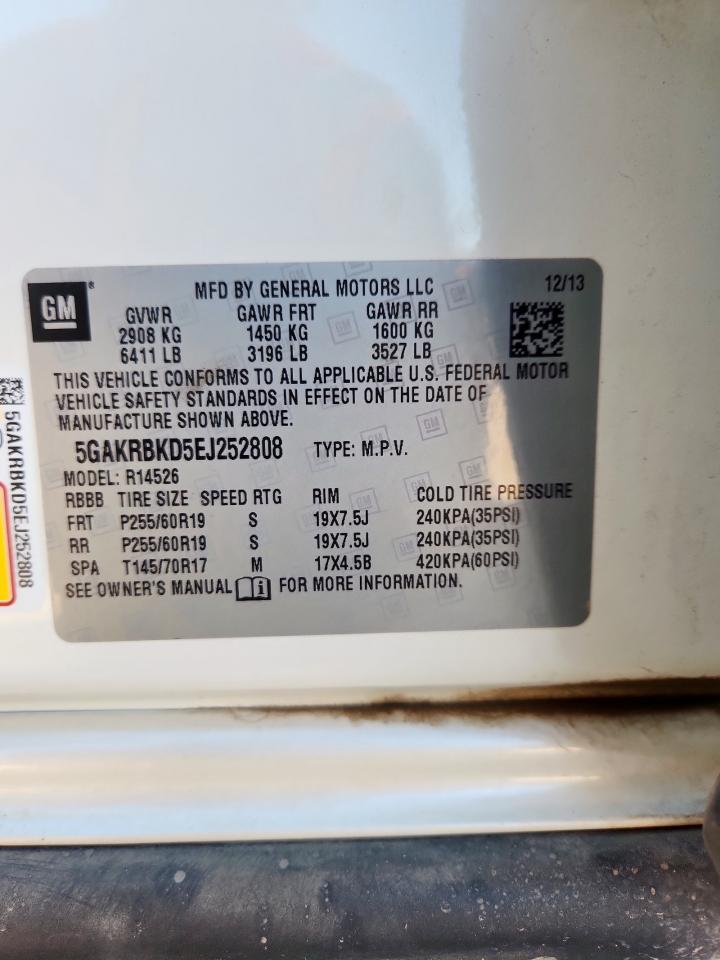 GM
MFD BY GENERAL MOTORS LLC 12/13
GVWR GAWR FRT GAWR RR
2908 KG 1450 KG 1600 KG
6411 LB 3196 LB 3527 LB
THIS VEHICLE CONFORMS TO ALL APPLICABLE U.S. FEDERAL MOTOR
VEHICLE SAFETY STANDARDS IN EFFECT ON THE DATE OF
MANUFACTURE SHOWN ABOVE.
5GAKRBKD5EJ252808 TYPE: M.P.V.
MODEL: R14526
RBBB TIRE SIZE SPEED RTG RIM COLD TIRE PRESSURE
FRT P255/60R19 S 19X7.5J 240KPA(35PSI)
RR P255/60R19 S 19X7.5J 240KPA(35PSI)
SPA T145/70R17 M 17X4.5B 420KPA(60PSI)
SEE OWNER'S MANUAL FOR MORE INFORMATION.
5GAKRBKD5EJ252808